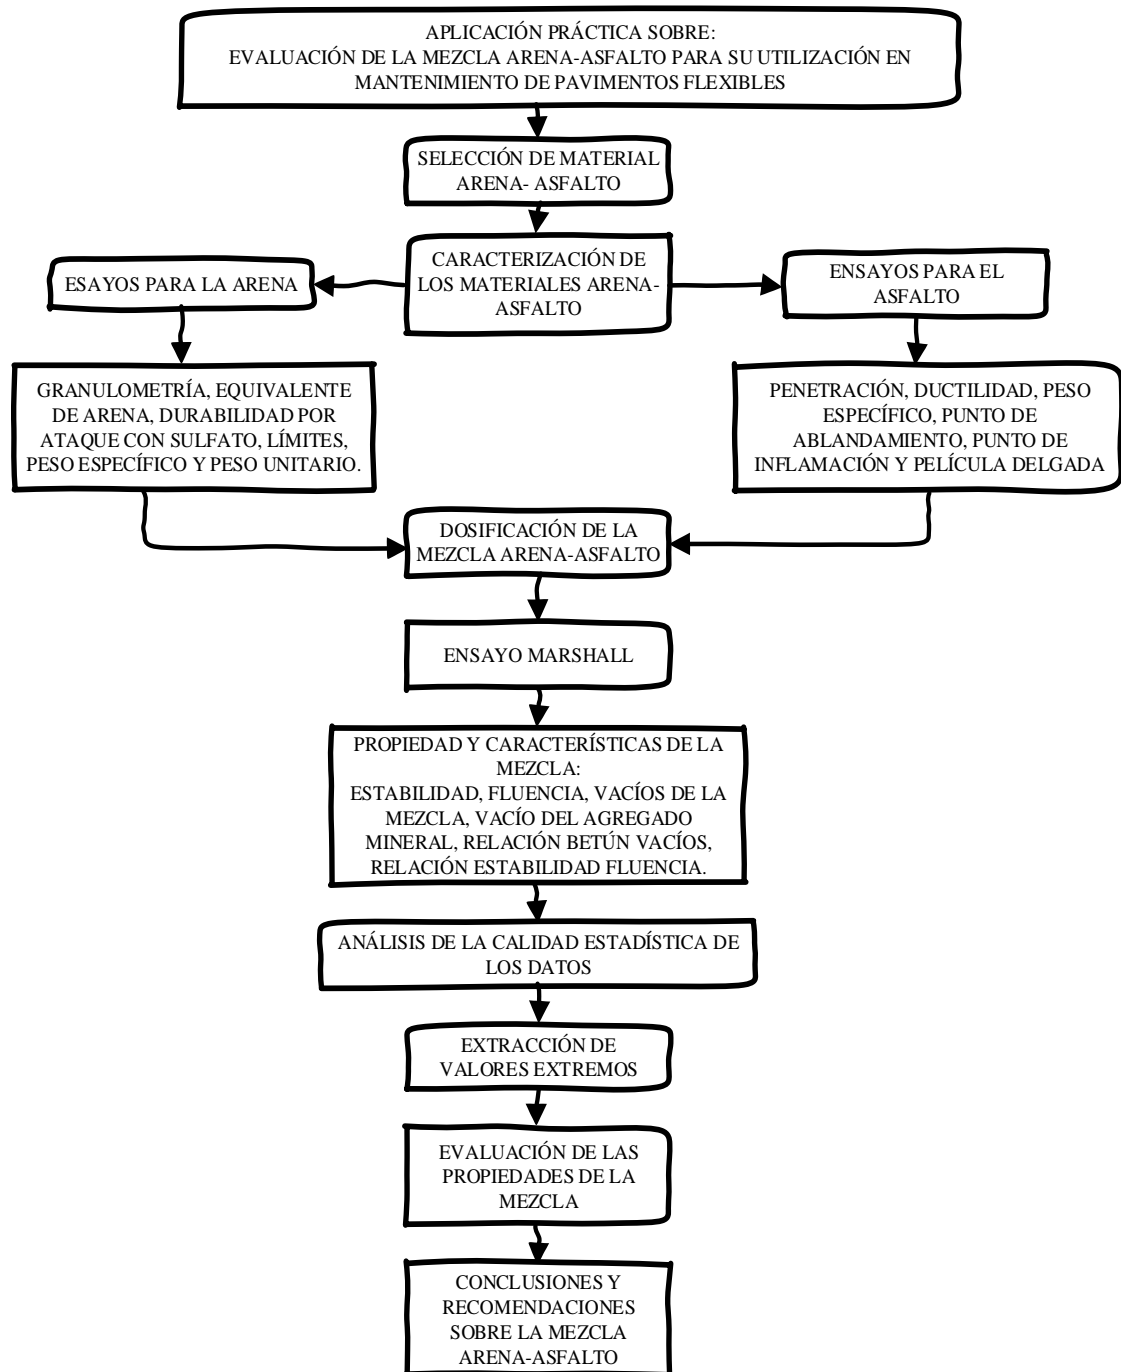 APLICACIÓN PRÁCTICA SOBRE:
EVALUACIÓN DE LA MEZCLA ARENA-ASFALTO PARA SU UTILIZACIÓN EN
MANTENIMIENTO DE PAVIMENTOS FLEXIBLES
SELECCIÓN DE MATERIAL
ARENA- ASFALTO
CARACTERIZACIÓN DE
LOS MATERIALES ARENA-
ASFALTO
ESAYOS PARA LA ARENA
ENSAYOS PARA EL
ASFALTO
GRANULOMETRÍA, EQUIVALENTE
DE ARENA, DURABILIDAD POR
ATAQUE CON SULFATO, LÍMITES,
PESO ESPECÍFICO Y PESO UNITARIO.
PENETRACIÓN, DUCTILIDAD, PESO
ESPECÍFICO, PUNTO DE
ABLANDAMIENTO, PUNTO DE
INFLAMACIÓN Y PELÍCULA DELGADA
DOSIFICACIÓN DE LA
MEZCLA ARENA-ASFALTO
ENSAYO MARSHALL
PROPIEDAD Y CARACTERÍSTICAS DE LA
MEZCLA:
ESTABILIDAD, FLUENCIA, VACÍOS DE LA
MEZCLA, VACÍO DEL AGREGADO
MINERAL, RELACIÓN BETÚN VACÍOS,
RELACIÓN ESTABILIDAD FLUENCIA.
ANÁLISIS DE LA CALIDAD ESTADÍSTICA DE
LOS DATOS
EXTRACCIÓN DE
VALORES EXTREMOS
EVALUACIÓN DE LAS
PROPIEDADES DE LA
MEZCLA
CONCLUSIONES Y
RECOMENDACIONES
SOBRE LA MEZCLA
ARENA-ASFALTO